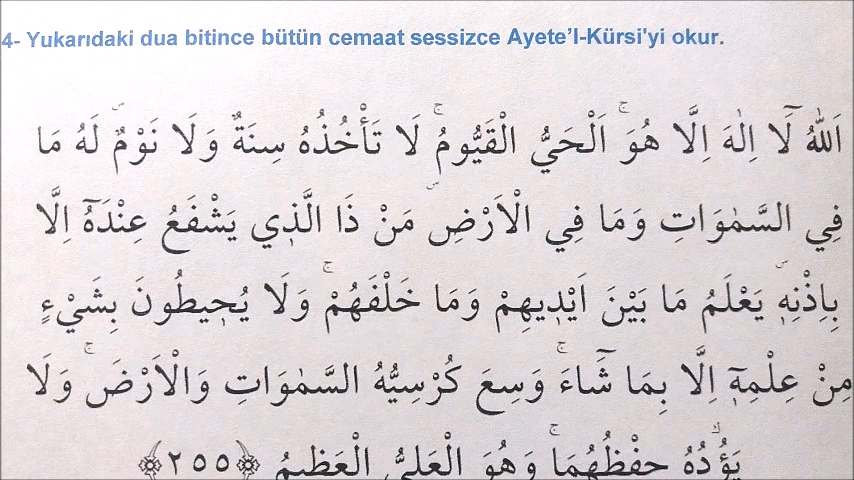 4- Yukarıdaki dua bitince bütün cemaat sessizce Ayete'l-Kürsi'yi okur.
اَللّٰهُ لَٓا اِلٰهَ اِلَّا هُوَۚ اَلْحَيُّ الْقَيُّومُۚ لَا تَأْخُذُهُ سِنَةٌ وَلَا نَوْمٌۜ لَهُ مَا
فِي السَّمٰوَاتِ وَمَا فِي الْاَرْضِۜ مَنْ ذَا الَّذ۪ي يَشْفَعُ عِنْدَهُٓ اِلَّا
بِاِذْنِه۪ۜ يَعْلَمُ مَا بَيْنَ اَيْد۪يهِمْ وَمَا خَلْفَهُمْۚ وَلَا يُح۪يطُونَ بِشَيْءٍ
مِنْ عِلْمِه۪ٓ اِلَّا بِمَا شَٓاءَۚ وَسِعَ كُرْسِيُّهُ السَّمٰوَاتِ وَالْاَرْضَۚ وَلَا
يَؤُ۫دُهُ حِفْظُهُمَاۚ وَهُوَ الْعَلِيُّ الْعَظ۪يمُ ﴿٢٥٥﴾